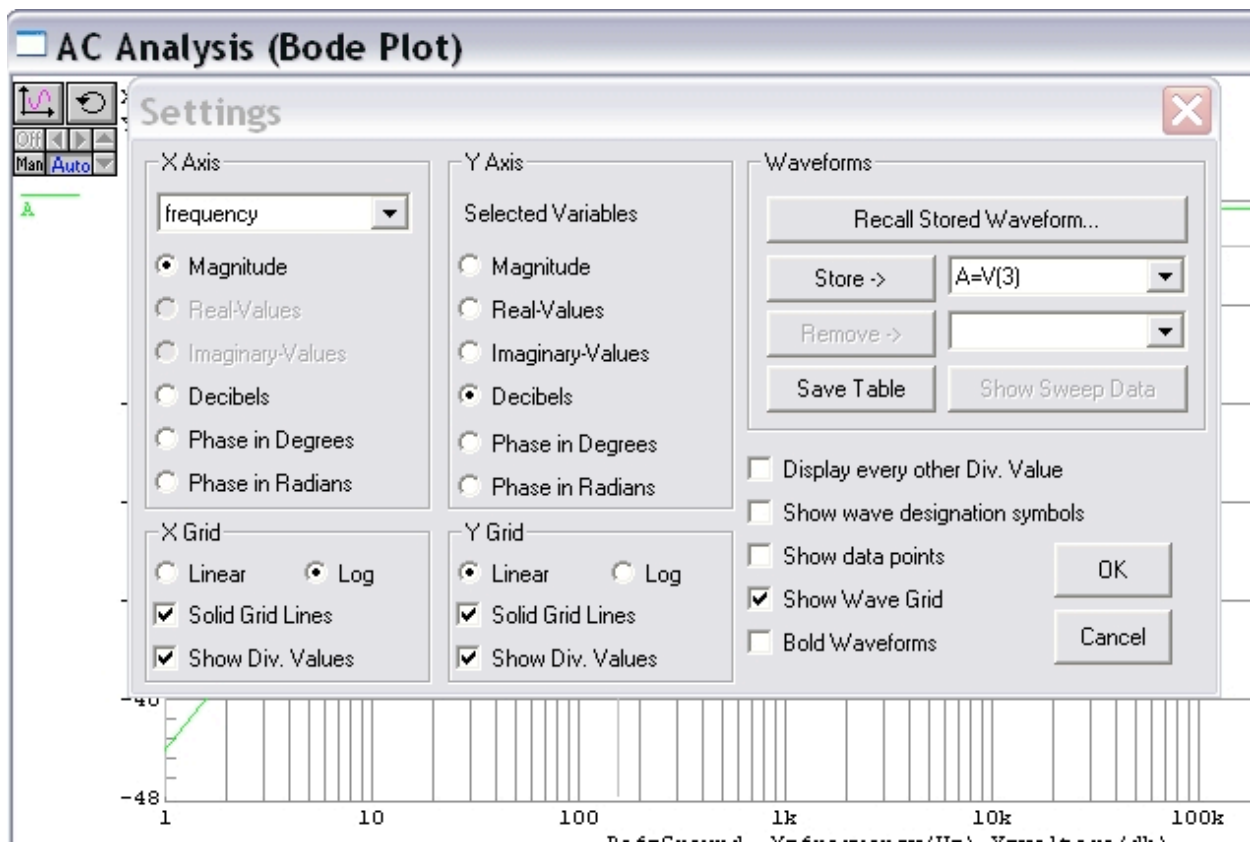 AC Analysis (Bode Plot)
Settings
Off
Man Auto
A
X Axis
frequency
Magnitude
Real-Values
Imaginary-Values
Decibels
Phase in Degrees
Phase in Radians
Y Axis
Selected Variables
Magnitude
Real-Values
Imaginary-Values
Decibels
Phase in Degrees
Phase in Radians
Waveforms
Recall Stored Waveform...
Store -> A=V(3)
Remove ->
Save Table Show Sweep Data
X Grid
Linear Log
Solid Grid Lines
Show Div. Values
Y Grid
Linear Log
Solid Grid Lines
Show Div. Values
Display every other Div. Value
Show wave designation symbols
Show data points
Show Wave Grid
Bold Waveforms
OK
Cancel
-48
1 10 100 1k 10k 100k